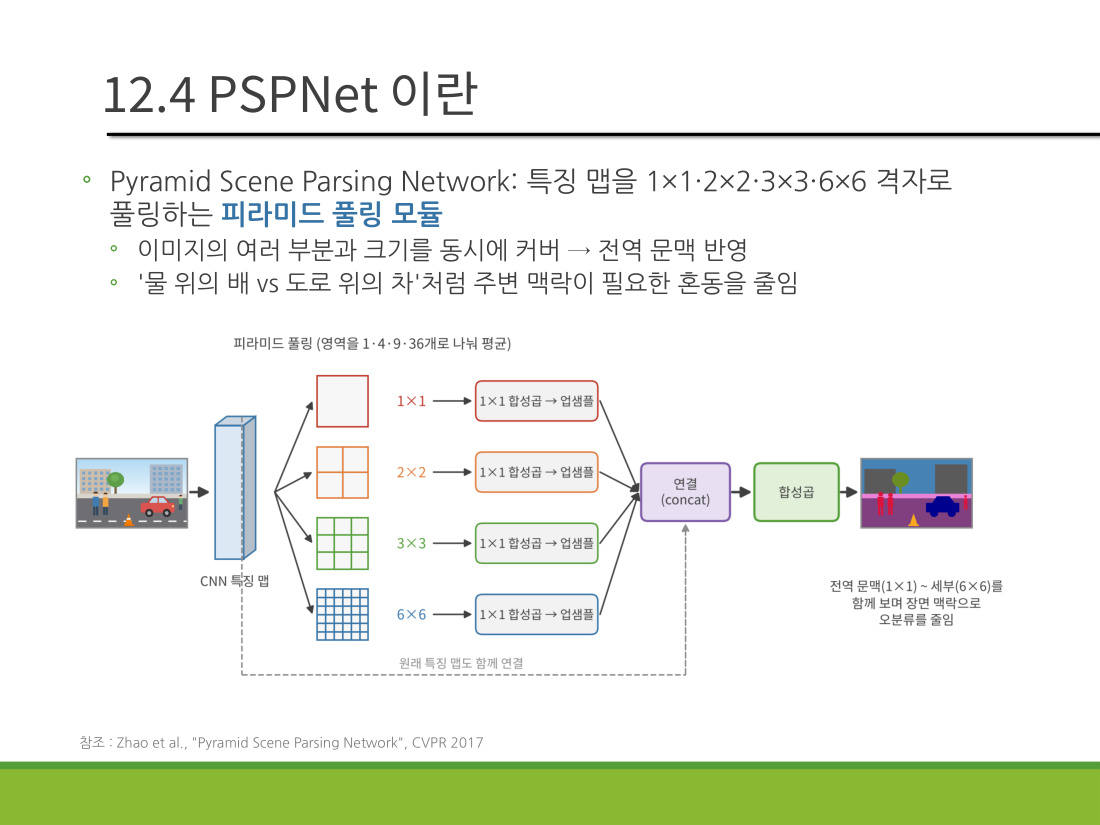 12.4 PSPNet 이란
Pyramid Scene Parsing Network: 특징 맵을 1×1·2×2·3×3·6×6 격자로
풀링하는 피라미드 풀링 모듈
이미지의 여러 부분과 크기를 동시에 커버 → 전역 문맥 반영
'물 위의 배 vs 도로 위의 차'처럼 주변 맥락이 필요한 혼동을 줄임
피라미드 풀링 (영역을 1·4·9·36개로 나눠 평균)
1×1
1×1 합성곱 → 업샘플
2×2
1×1 합성곱 → 업샘플
3×3
1×1 합성곱 → 업샘플
6×6
1×1 합성곱 → 업샘플
CNN 특징 맵
연결
(concat)
합성곱
전역 문맥(1×1) ~ 세부(6×6)를
함께 보며 장면 맥락으로
오분류를 줄임
원래 특징 맵도 함께 연결
참조 : Zhao et al., "Pyramid Scene Parsing Network", CVPR 2017